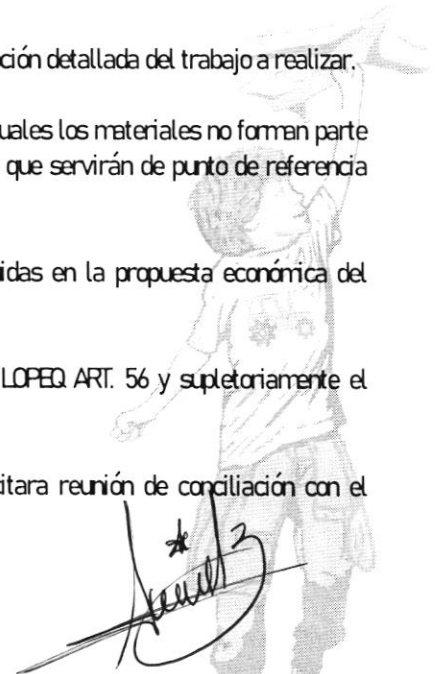 ción detallada del trabajo a realizar.
uales los materiales no forman parte
que servirán de punto de referencia
idas en la propuesta económica del
LOPEQ ART. 56 y supletoriamente el
itara reunión de conciliación con el